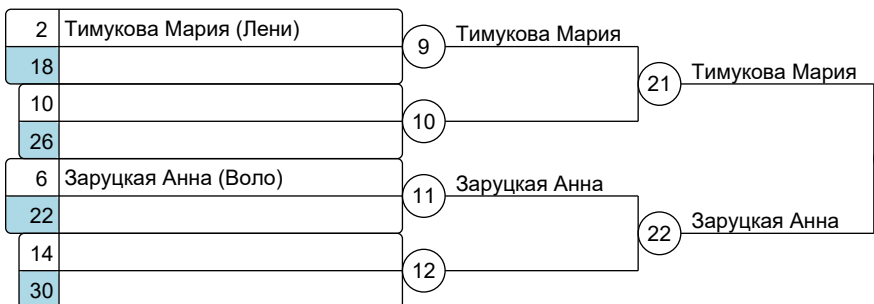 2 Тимукова Мария (Лени)
18
10
26
6 Заруцкая Анна (Воло)
22
14
30
9 Тимукова Мария
10
11 Заруцкая Анна
12
21 Тимукова Мария
22 Заруцкая Анна